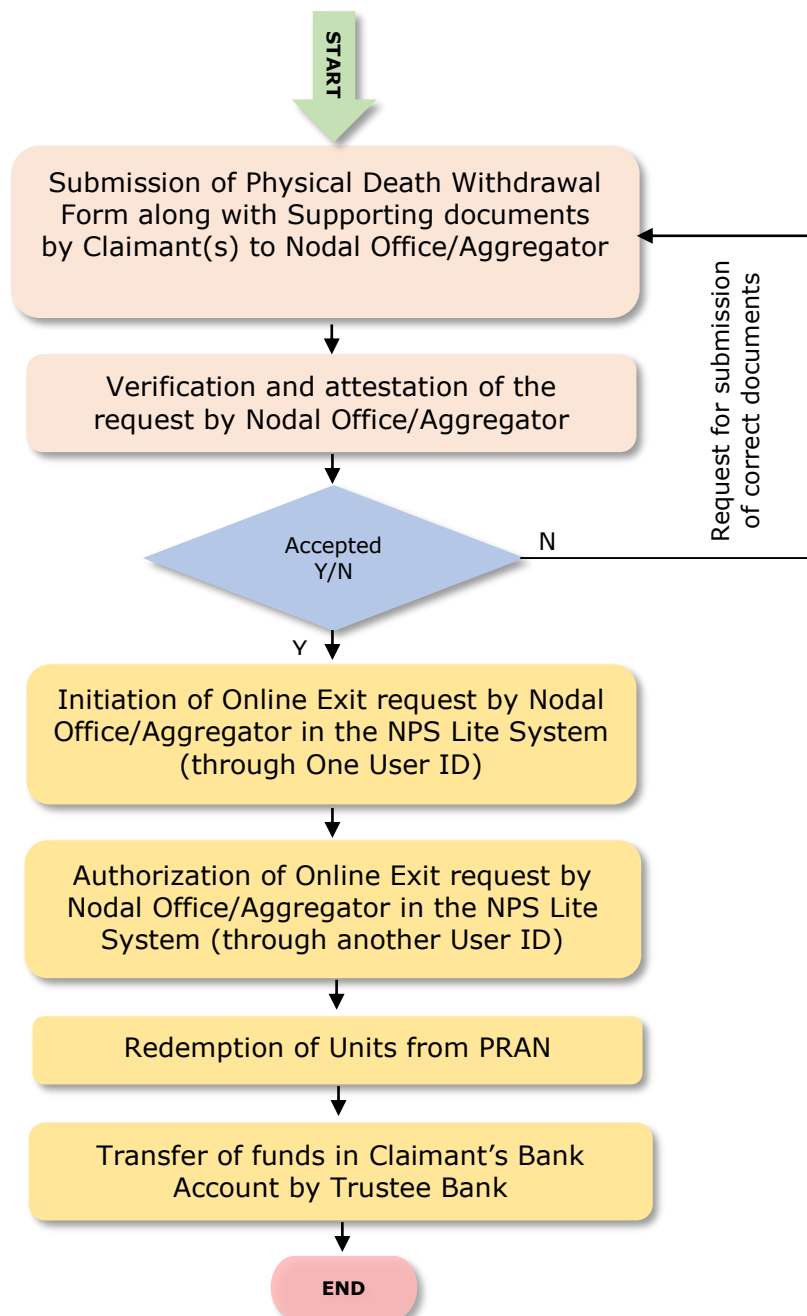 START
Submission of Physical Death Withdrawal
Form along with Supporting documents
by Claimant(s) to Nodal Office/Aggregator
Verification and attestation of the
request by Nodal Office/Aggregator
Request for submission
of correct documents
Accepted
Y/N
N
Y
Initiation of Online Exit request by Nodal
Office/Aggregator in the NPS Lite System
(through One User ID)
Authorization of Online Exit request by
Nodal Office/Aggregator in the NPS Lite
System (through another User ID)
Redemption of Units from PRAN
Transfer of funds in Claimant’s Bank
Account by Trustee Bank
END